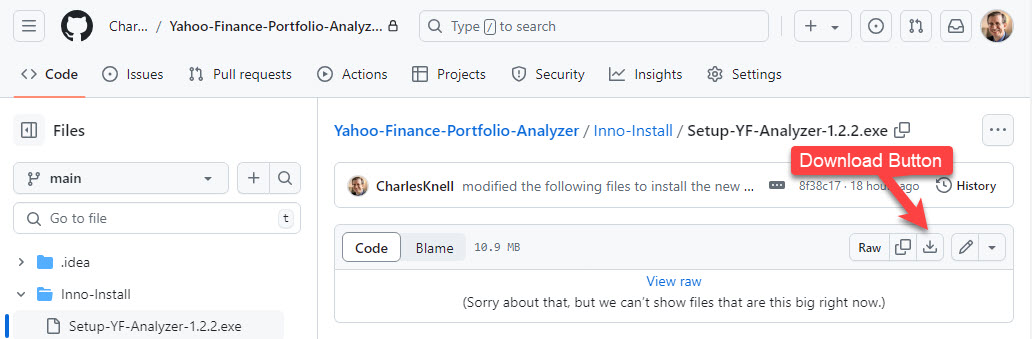 Char... / Yahoo-Finance-Portfolio-Analyz...
Type / to search
Code Issues Pull requests Actions Projects Security Insights Settings
Files
main
Go to file t
.idea
Inno-Install
Setup-YF-Analyzer-1.2.2.exe
Yahoo-Finance-Portfolio-Analyzer / Inno-Install / Setup-YF-Analyzer-1.2.2.exe
Download Button
CharlesKnell modified the following files to install the new ... 8f38c17 · 18 ago History
Code Blame 10.9 MB Raw
View raw
(Sorry about that, but we can't show files that are this big right now.)